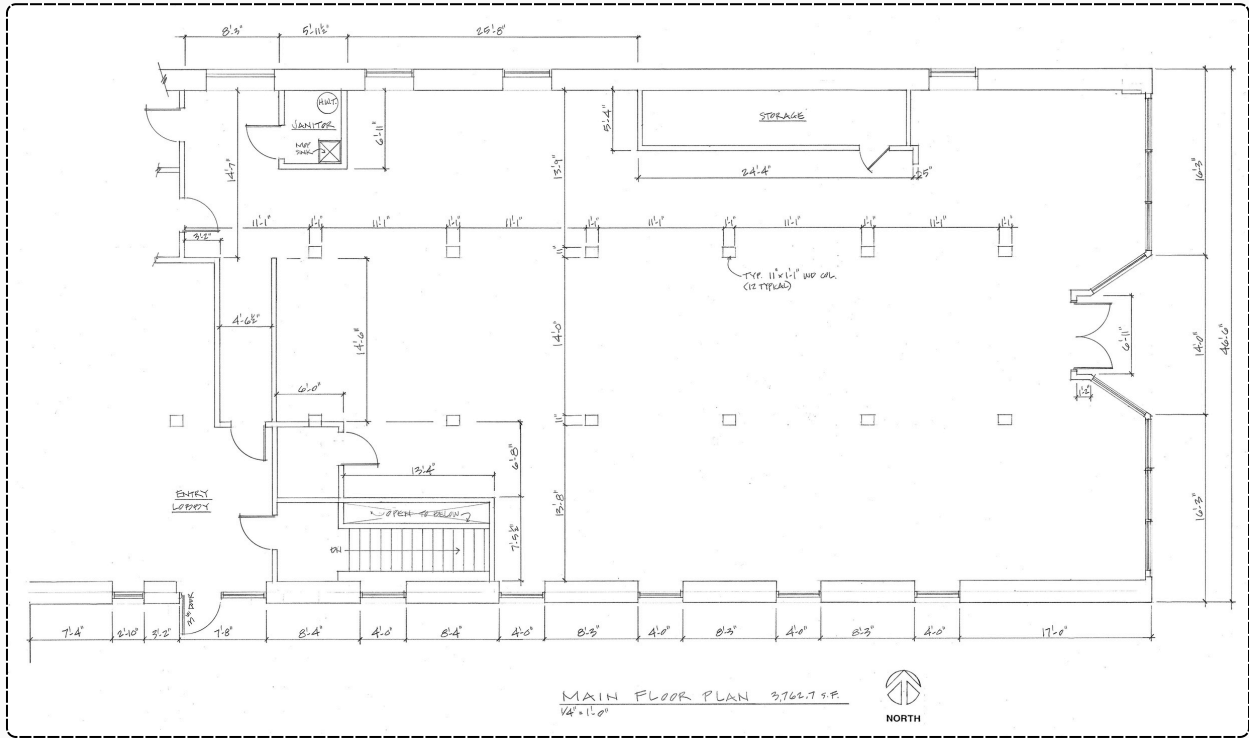 8'-3" 5'-11½" 25'-8"
H.W.T.
JANITOR
MOP
SINK
6'-11"
14'-7"
13'-9"
5'-4"
STORAGE
24'-4"
25"
16'-3"
11'-1" 1'-1" 11'-1" 1'-1" 11'-1" 1'-1" 11'-1" 1'-1" 11'-1" 1'-1" 11'-1" 1'-1"
3'-2"
11"
TYP. 11"x1'-1" WD COL.
(12 TYPICAL)
4'-6½"
14'-6"
14'-0"
6'-11"
14'-0"
46'-6"
6'-0"
1'-2"
11"
13'-4"
6'-8"
ENTRY
LOBBY
OPEN TO BELOW
13'-8"
16'-3"
DN
7'-5½"
DOOR
7'-4" 2'-10" 3'-2" 7'-8" 8'-4" 4'-0" 8'-4" 4'-0" 8'-3" 4'-0" 8'-3" 4'-0" 8'-3" 4'-0" 17'-0"
MAIN FLOOR PLAN 3,762.7 S.F.
1/4" = 1'-0"
NORTH